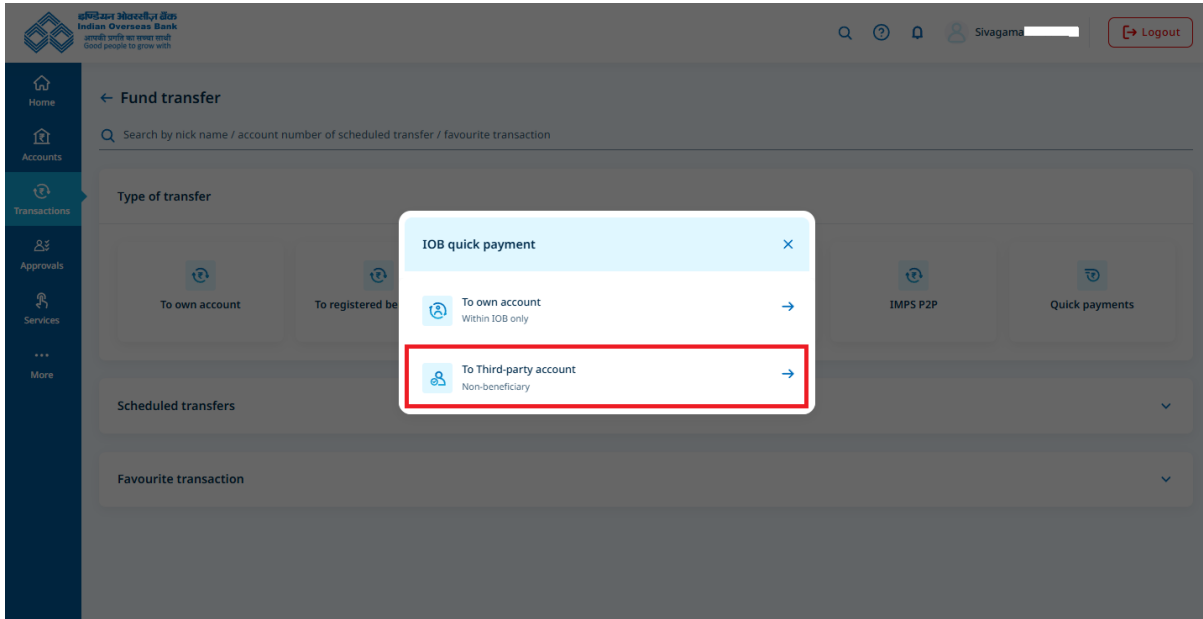 इण्डियन ओवरसीज़ बैंक
Indian Overseas Bank
आपकी प्रगति का सच्चा साथी
Good people to grow with
Sivagama
Logout
Home
Fund transfer
Search by nick name / account number of scheduled transfer / favourite transaction
Accounts
Transactions
Type of transfer
Approvals
Services
More
To own account
To registered be
IMPS P2P
Quick payments
IOB quick payment
To own account
Within IOB only
To Third-party account
Non-beneficiary
Scheduled transfers
Favourite transaction